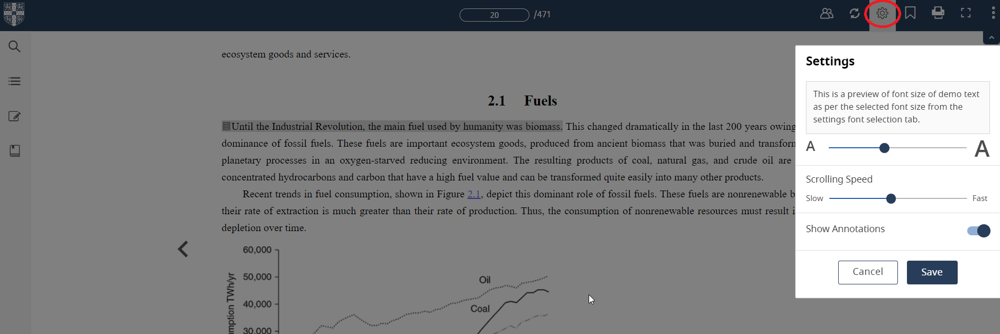 20 /471
ecosystem goods and services.
2.1 Fuels
Until the Industrial Revolution, the main fuel used by humanity was biomass. This changed dramatically in the last 200 years owing
dominance of fossil fuels. These fuels are important ecosystem goods, produced from ancient biomass that was buried and transform
planetary processes in an oxygen-starved reducing environment. The resulting products of coal, natural gas, and crude oil are
concentrated hydrocarbons and carbon that have a high fuel value and can be transformed quite easily into many other products.
Recent trends in fuel consumption, shown in Figure 2.1, depict this dominant role of fossil fuels. These fuels are nonrenewable b
their rate of extraction is much greater than their rate of production. Thus, the consumption of nonrenewable resources must result i
depletion over time.
60,000
50,000
40,000
30,000
umption TWh/yr
Oil
Coal
Settings
This is a preview of font size of demo text
as per the selected font size from the
settings font selection tab.
A A
Scrolling Speed
Slow Fast
Show Annotations
Cancel Save